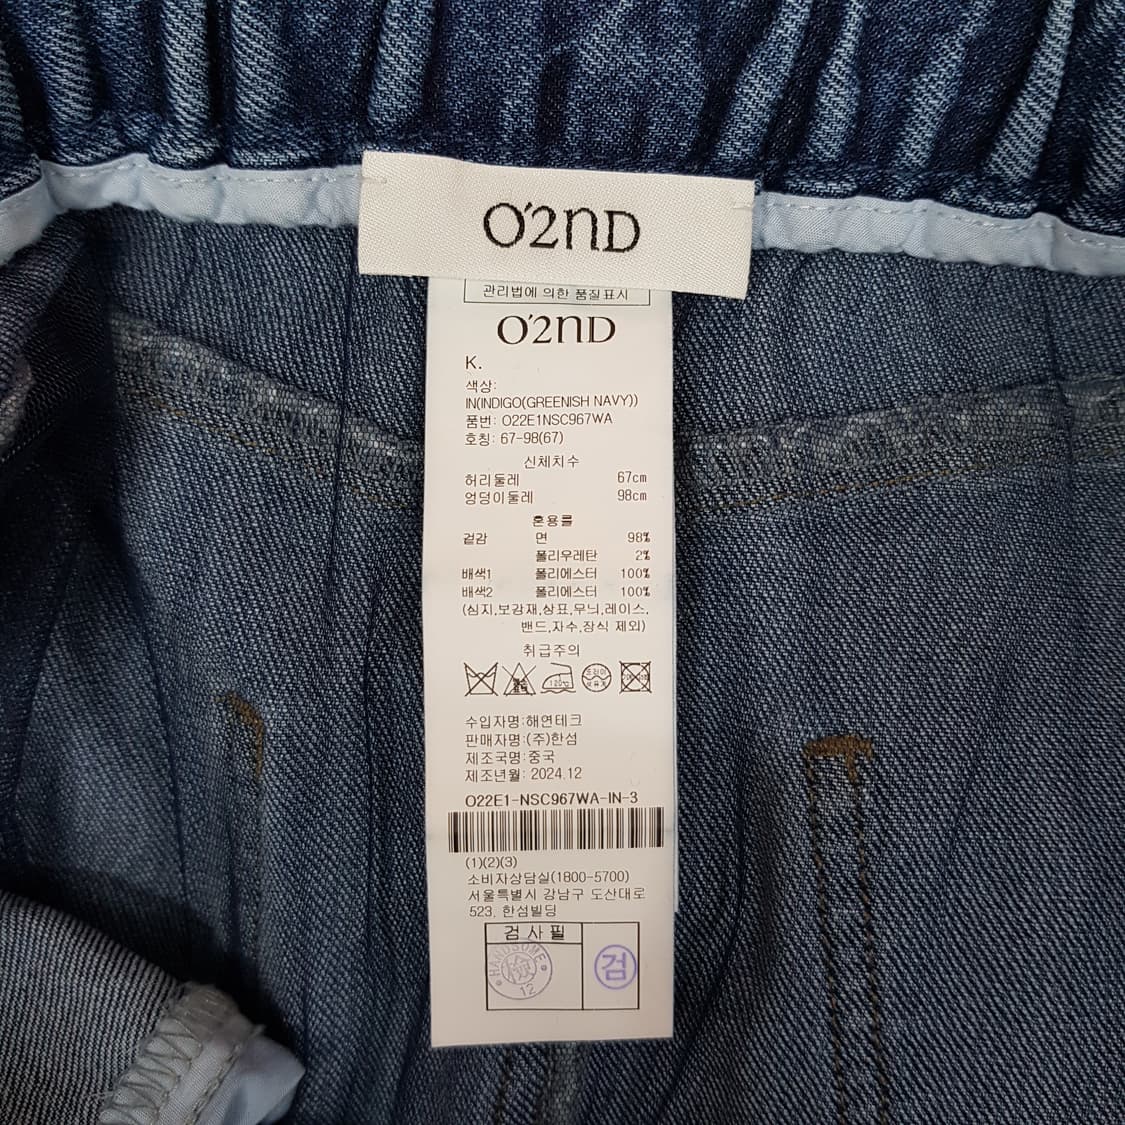 O'2ND
관리법에 의한 품질표시
O'2ND
K.
색상:
IN(INDIGO(GREENISH NAVY))
품번: O22E1NSC967WA
호칭: 67-98(67)
신체치수
허리둘레 67cm
엉덩이둘레 98cm
혼용률
겉감 면 98%
폴리우레탄 2%
배색1 폴리에스터 100%
배색2 폴리에스터 100%
(심지,보강재,상표,무늬,레이스,
밴드,자수,장식 제외)
취급주의
120℃
수입자명:해연테크
판매자명:(주)한섬
제조국명:중국
제조년월: 2024.12
O22E1-NSC967WA-IN-3
(1)(2)(3)
소비자상담실(1800-5700)
서울특별시 강남구 도산대로
523, 한섬빌딩
검 사 필
HANDSOME
12
검